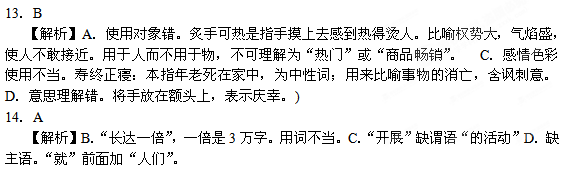 13． B
【解析】A．使用对象错。炙手可热是指手摸上去感到热得烫人。比喻权势大，气焰盛，
使人不敢接近。用于人而不用于物，不可理解为“热门”或“商品畅销”。 C．感情色彩
使用不当。寿终正寝：本指年老死在家中，为中性词；用来比喻事物的消亡，含讽刺意。
D．意思理解错。将手放在额头上，表示庆幸。)
14． A
【解析】B.“长达一倍”，一倍是 3 万字。用词不当。C.“开展”缺谓语“的活动”D．缺
主语。“就”前面加“人们”。